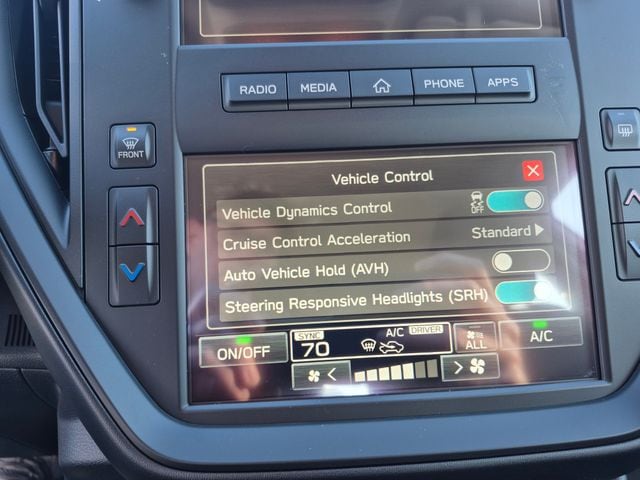 RADIO MEDIA PHONE APPS
FRONT
Vehicle Control
Vehicle Dynamics Control OFF
Cruise Control Acceleration Standard
Auto Vehicle Hold (AVH)
Steering Responsive Headlights (SRH)
ON/OFF SYNC 70 A/C DRIVER ALL A/C